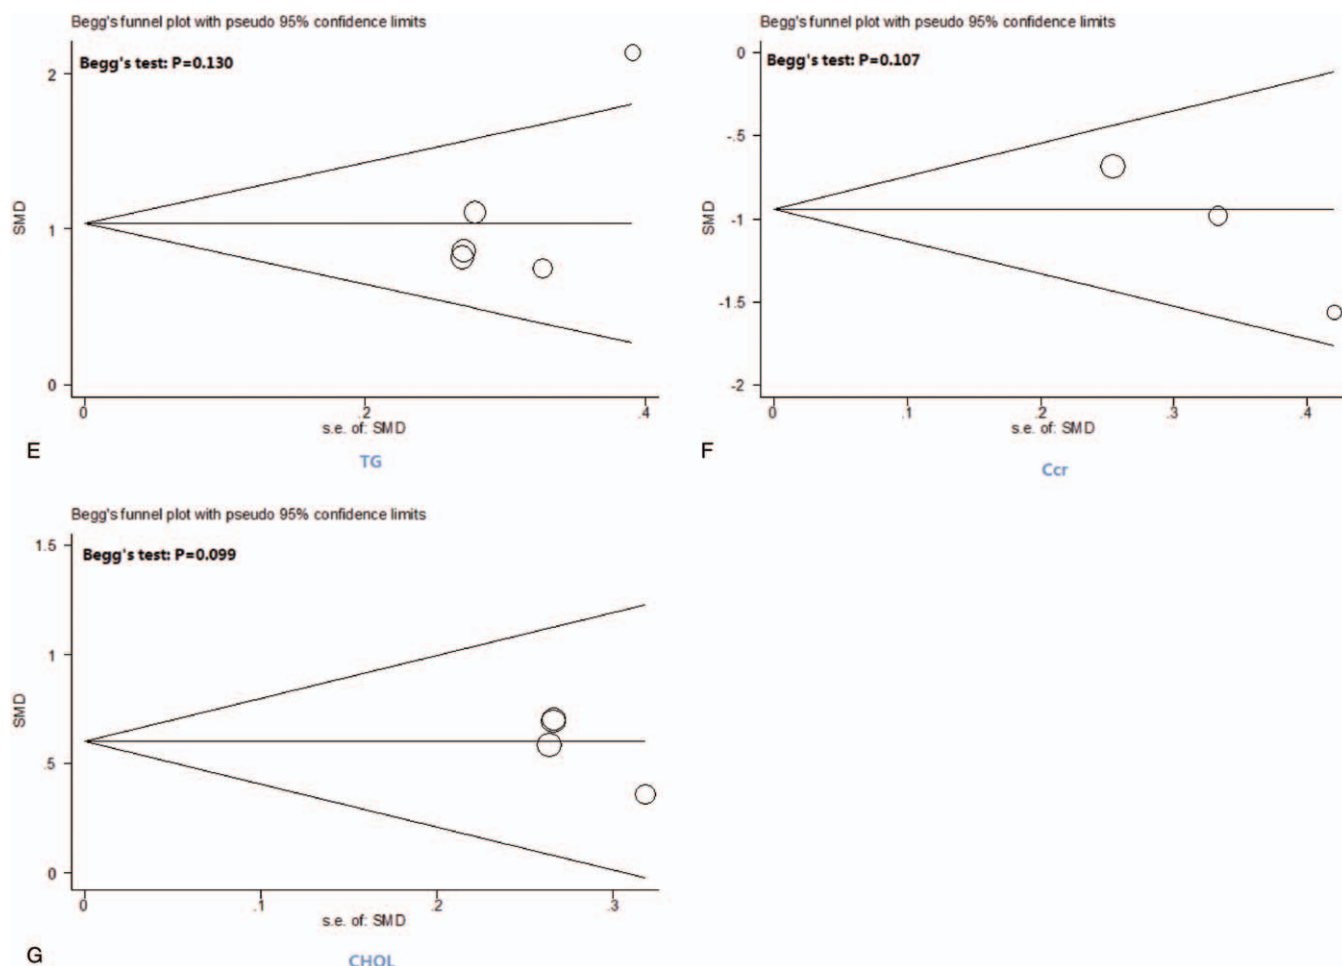 Begg's funnel plot with pseudo 95% confidence limits
Begg's test: P=0.130
2
1
0
SMD
0
.2
.4
s.e. of: SMD
E
TG
Begg's funnel plot with pseudo 95% confidence limits
Begg's test: P=0.107
0
-.5
-1
-1.5
-2
SMD
0
.1
.2
.3
.4
s.e. of: SMD
F
Ccr
Begg's funnel plot with pseudo 95% confidence limits
Begg's test: P=0.099
1.5
1
.5
0
SMD
0
.1
.2
.3
s.e. of: SMD
G
CHOL